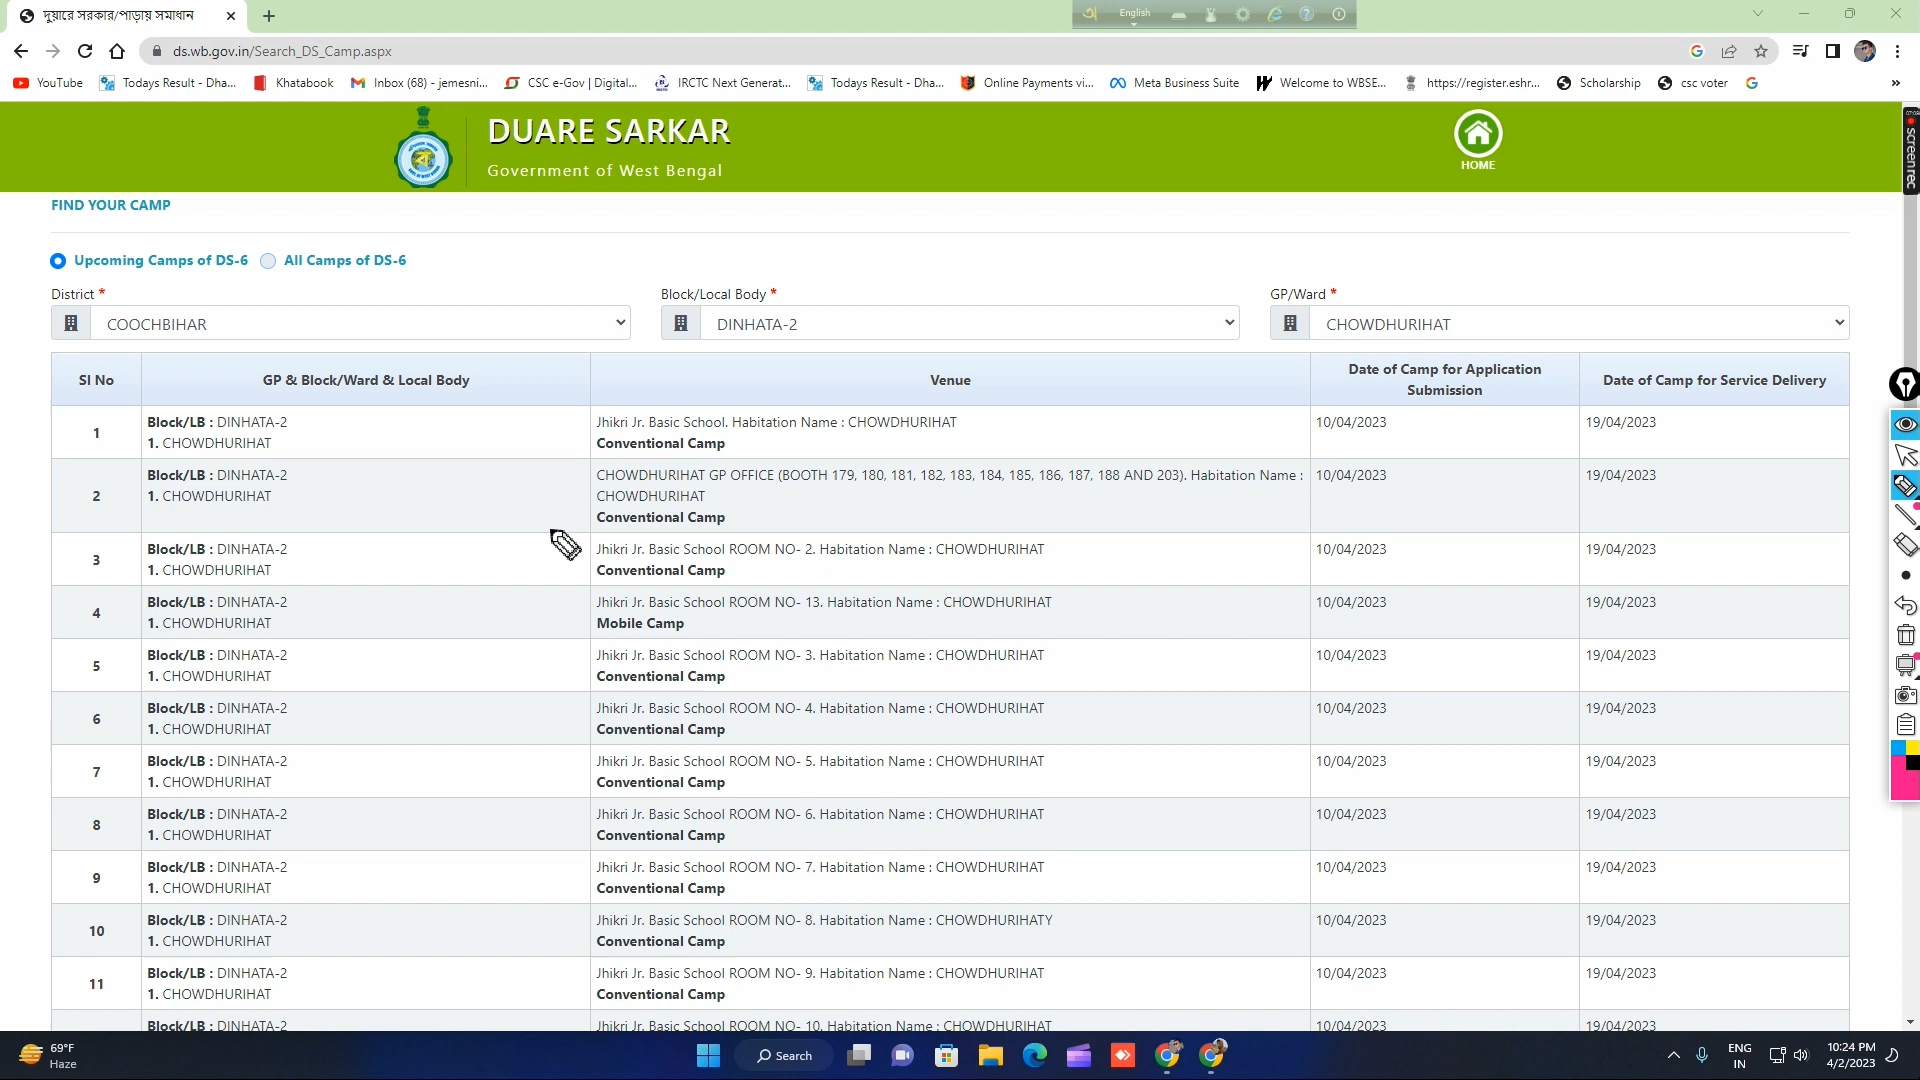 দুয়ারে সরকার/পাড়ায় সমাধান
English
ds.wb.gov.in/Search_DS_Camp.aspx
YouTube Todays Result - Dha... Khatabook Inbox (68) - jemesni... CSC e-Gov | Digital... IRCTC Next Generat... Todays Result - Dha... Online Payments vi... Meta Business Suite Welcome to WBSE... https://register.eshr... Scholarship csc voter
DUARE SARKAR
Government of West Bengal
HOME
screenrec
FIND YOUR CAMP
Upcoming Camps of DS-6 All Camps of DS-6
District * Block/Local Body * GP/Ward *
COOCHBIHAR DINHATA-2 CHOWDHURIHAT
Sl No GP & Block/Ward & Local Body Venue Date of Camp for Application Submission Date of Camp for Service Delivery
1 Block/LB : DINHATA-2 Jhikri Jr. Basic School. Habitation Name : CHOWDHURIHAT 10/04/2023 19/04/2023
1. CHOWDHURIHAT Conventional Camp
2 Block/LB : DINHATA-2 CHOWDHURIHAT GP OFFICE (BOOTH 179, 180, 181, 182, 183, 184, 185, 186, 187, 188 AND 203). Habitation Name : 10/04/2023 19/04/2023
1. CHOWDHURIHAT CHOWDHURIHAT
Conventional Camp
3 Block/LB : DINHATA-2 Jhikri Jr. Basic School ROOM NO- 2. Habitation Name : CHOWDHURIHAT 10/04/2023 19/04/2023
1. CHOWDHURIHAT Conventional Camp
4 Block/LB : DINHATA-2 Jhikri Jr. Basic School ROOM NO- 13. Habitation Name : CHOWDHURIHAT 10/04/2023 19/04/2023
1. CHOWDHURIHAT Mobile Camp
5 Block/LB : DINHATA-2 Jhikri Jr. Basic School ROOM NO- 3. Habitation Name : CHOWDHURIHAT 10/04/2023 19/04/2023
1. CHOWDHURIHAT Conventional Camp
6 Block/LB : DINHATA-2 Jhikri Jr. Basic School ROOM NO- 4. Habitation Name : CHOWDHURIHAT 10/04/2023 19/04/2023
1. CHOWDHURIHAT Conventional Camp
7 Block/LB : DINHATA-2 Jhikri Jr. Basic School ROOM NO- 5. Habitation Name : CHOWDHURIHAT 10/04/2023 19/04/2023
1. CHOWDHURIHAT Conventional Camp
8 Block/LB : DINHATA-2 Jhikri Jr. Basic School ROOM NO- 6. Habitation Name : CHOWDHURIHAT 10/04/2023 19/04/2023
1. CHOWDHURIHAT Conventional Camp
9 Block/LB : DINHATA-2 Jhikri Jr. Basic School ROOM NO- 7. Habitation Name : CHOWDHURIHAT 10/04/2023 19/04/2023
1. CHOWDHURIHAT Conventional Camp
10 Block/LB : DINHATA-2 Jhikri Jr. Basic School ROOM NO- 8. Habitation Name : CHOWDHURIHATY 10/04/2023 19/04/2023
1. CHOWDHURIHAT Conventional Camp
11 Block/LB : DINHATA-2 Jhikri Jr. Basic School ROOM NO- 9. Habitation Name : CHOWDHURIHAT 10/04/2023 19/04/2023
1. CHOWDHURIHAT Conventional Camp
Block/LB : DINHATA-2 Jhikri Jr. Basic School ROOM NO- 10. Habitation Name : CHOWDHURIHAT 10/04/2023 19/04/2023
69°F
Haze
Search
ENG
IN
10:24 PM
4/2/2023